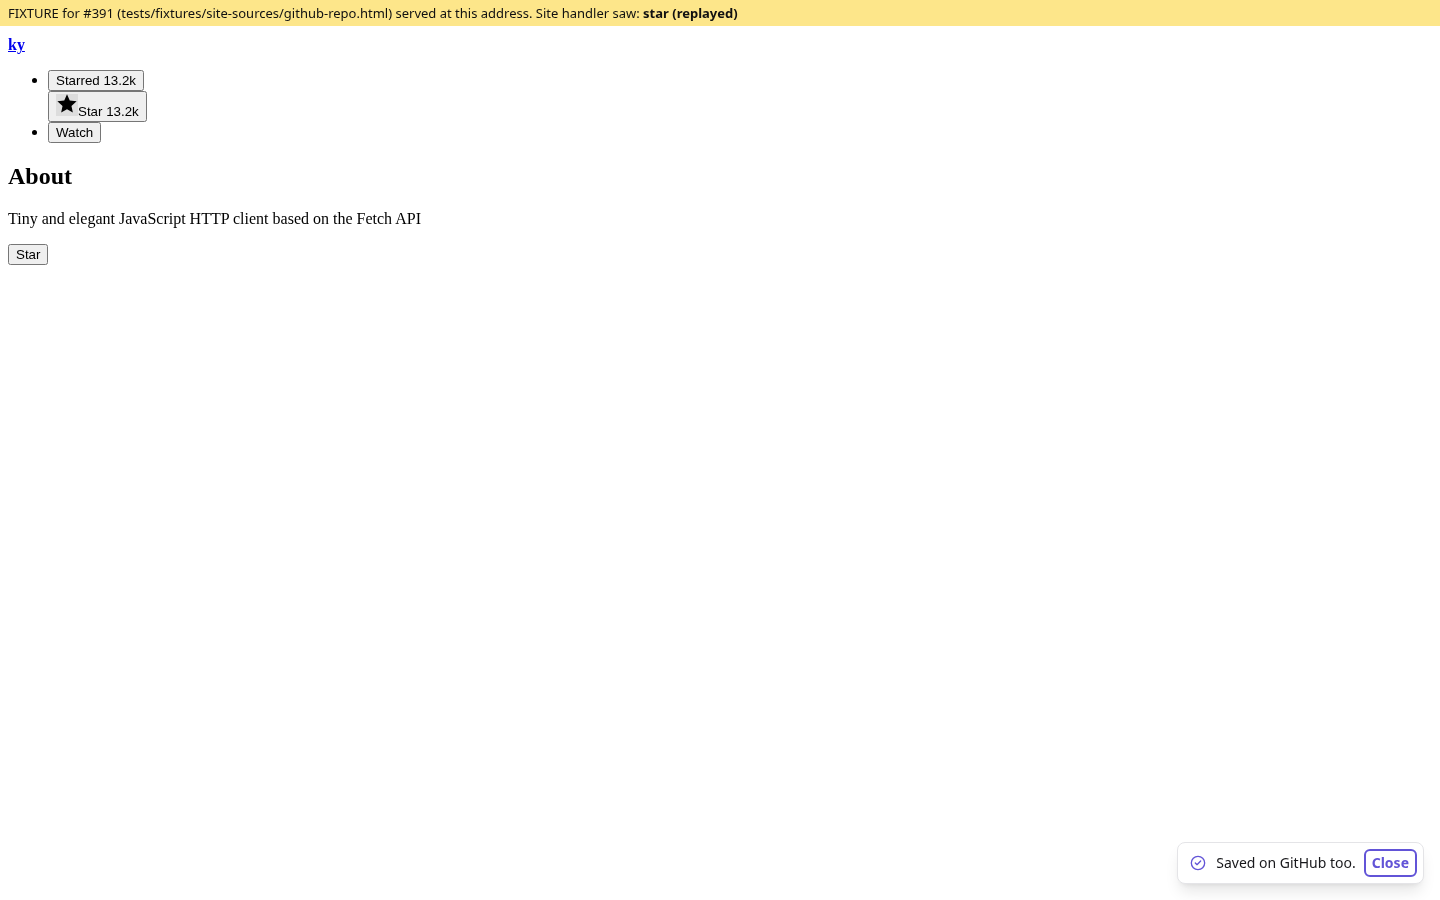 FIXTURE for #391 (tests/fixtures/site-sources/github-repo.html) served at this address. Site handler saw: star (replayed)
ky
Starred 13.2k
Star 13.2k
Watch
About
Tiny and elegant JavaScript HTTP client based on the Fetch API
Star
Saved on GitHub too. Close